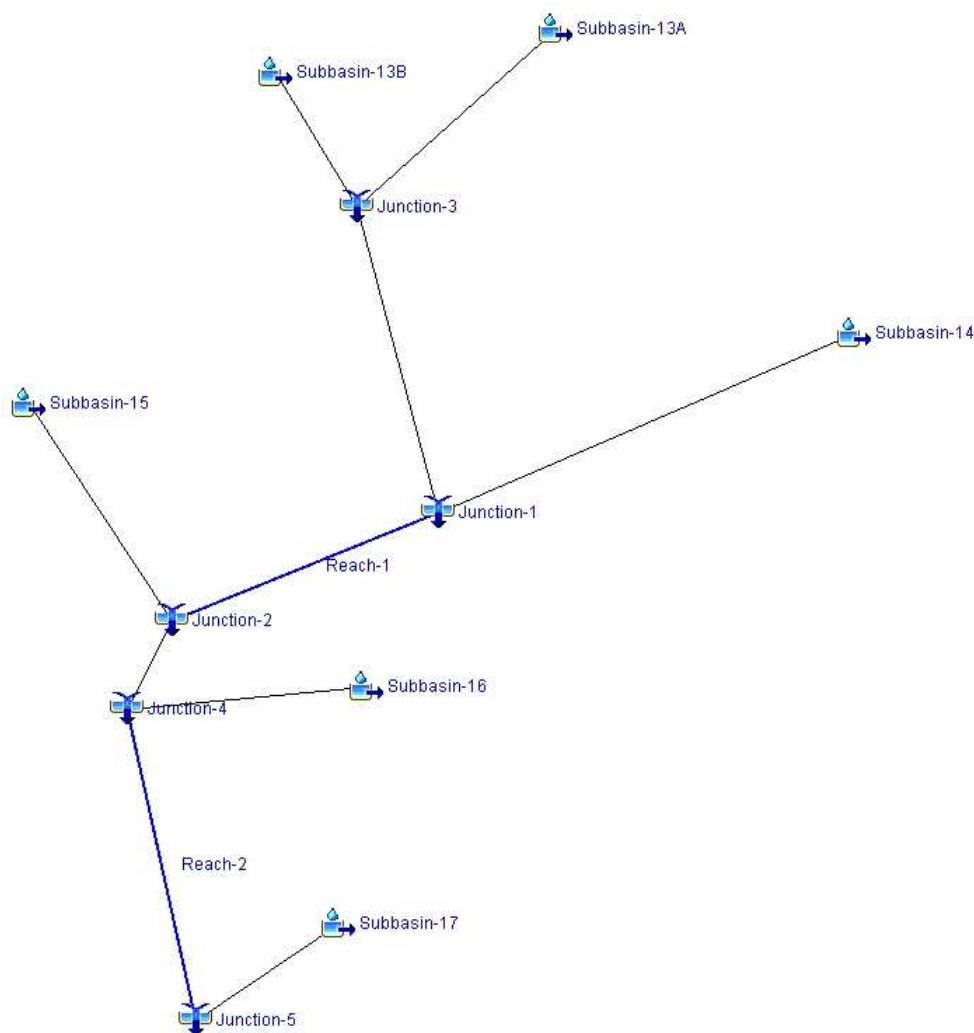 Subbasin-13A
Subbasin-13B
Junction-3
Subbasin-14
Subbasin-15
Junction-1
Reach-1
Junction-2
Subbasin-16
Junction-4
Reach-2
Subbasin-17
Junction-5